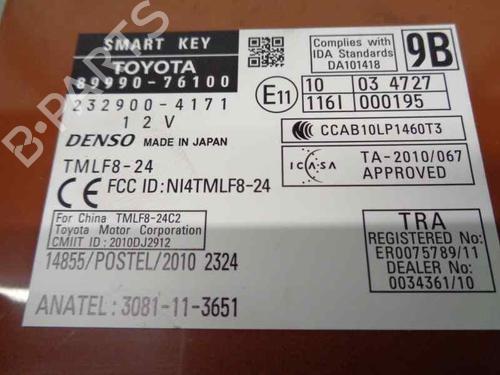 SMART KEY
TOYOTA
89990-76100
232900-4171
12V
DENSO MADE IN JAPAN
TMLF8-24
CE FCC ID: NI4TMLF8-24
For China TMLF8-24C2
Toyota Motor Corporation
CMIIT ID: 2010DJ2912
14855/POSTEL/2010 2324
ANATEL: 3081-11-3651
Complies with
IDA Standards
DA101418
9B
E11
10 03 4727
116I 000195
CCAB10LP1460T3
ICASA
TA-2010/067
APPROVED
TRA
REGISTERED No:
ER0075789/11
DEALER No:
0034361/10
B-PARTS